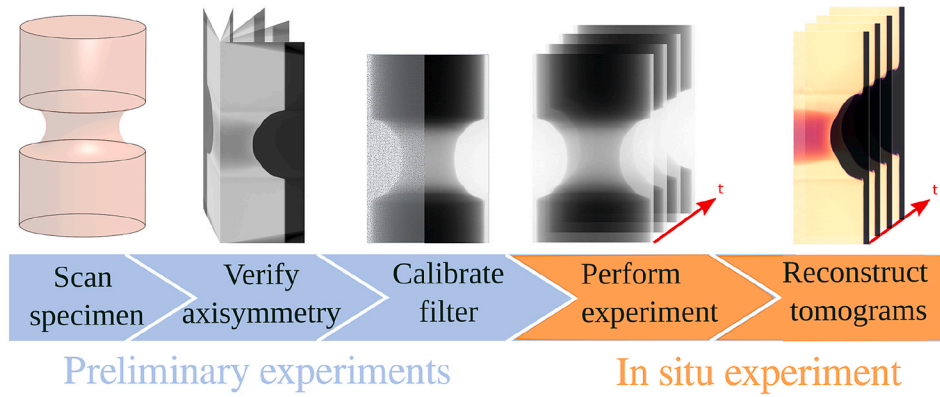 t
t
Scan
specimen
Verify
axisymmetry
Calibrate
filter
Perform
experiment
Reconstruct
tomograms
Preliminary experiments
In situ experiment